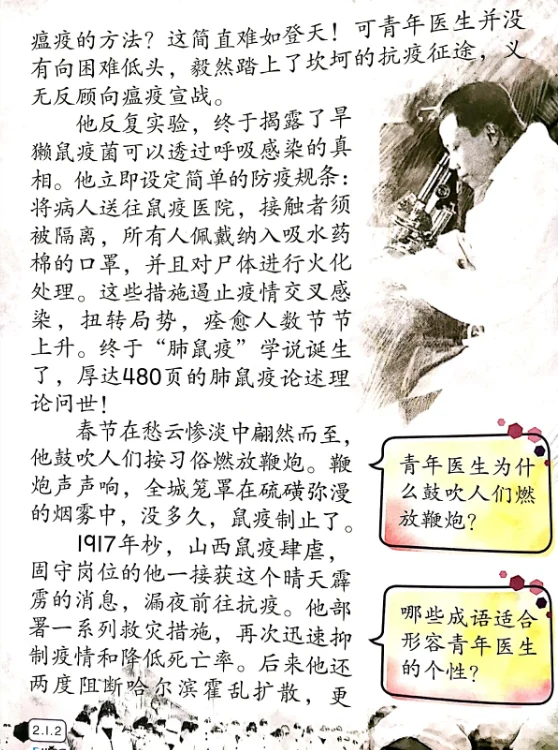 瘟疫的方法？这简直难如登天！可青年医生并没
有向困难低头，毅然踏上了坎坷的抗疫征途，义
无反顾向瘟疫宣战。
他反复实验，终于揭露了旱
獭鼠疫菌可以透过呼吸感染的真
相。他立即设定简单的防疫规条：
将病人送往鼠疫医院，接触者须
被隔离，所有人佩戴纳入吸水药
棉的口罩，并且对尸体进行火化
处理。这些措施遏止疫情交叉感
染，扭转局势，痊愈人数节节
上升。终于“肺鼠疫”学说诞生
了，厚达480页的肺鼠疫论述理
论问世！
春节在愁云惨淡中翩然而至，
他鼓吹人们按习俗燃放鞭炮。鞭
炮声声响，全城笼罩在硫磺弥漫
的烟雾中，没多久，鼠疫制止了。
1917年杪，山西鼠疫肆虐，
固守岗位的他一接获这个晴天霹
雳的消息，漏夜前往抗疫。他部
署一系列救灾措施，再次迅速抑
制疫情和降低死亡率。后来他还
两度阻断哈尔滨霍乱扩散，更
青年医生为什
么鼓吹人们燃
放鞭炮？
哪些成语适合
形容青年医生
的个性？
2.1.2